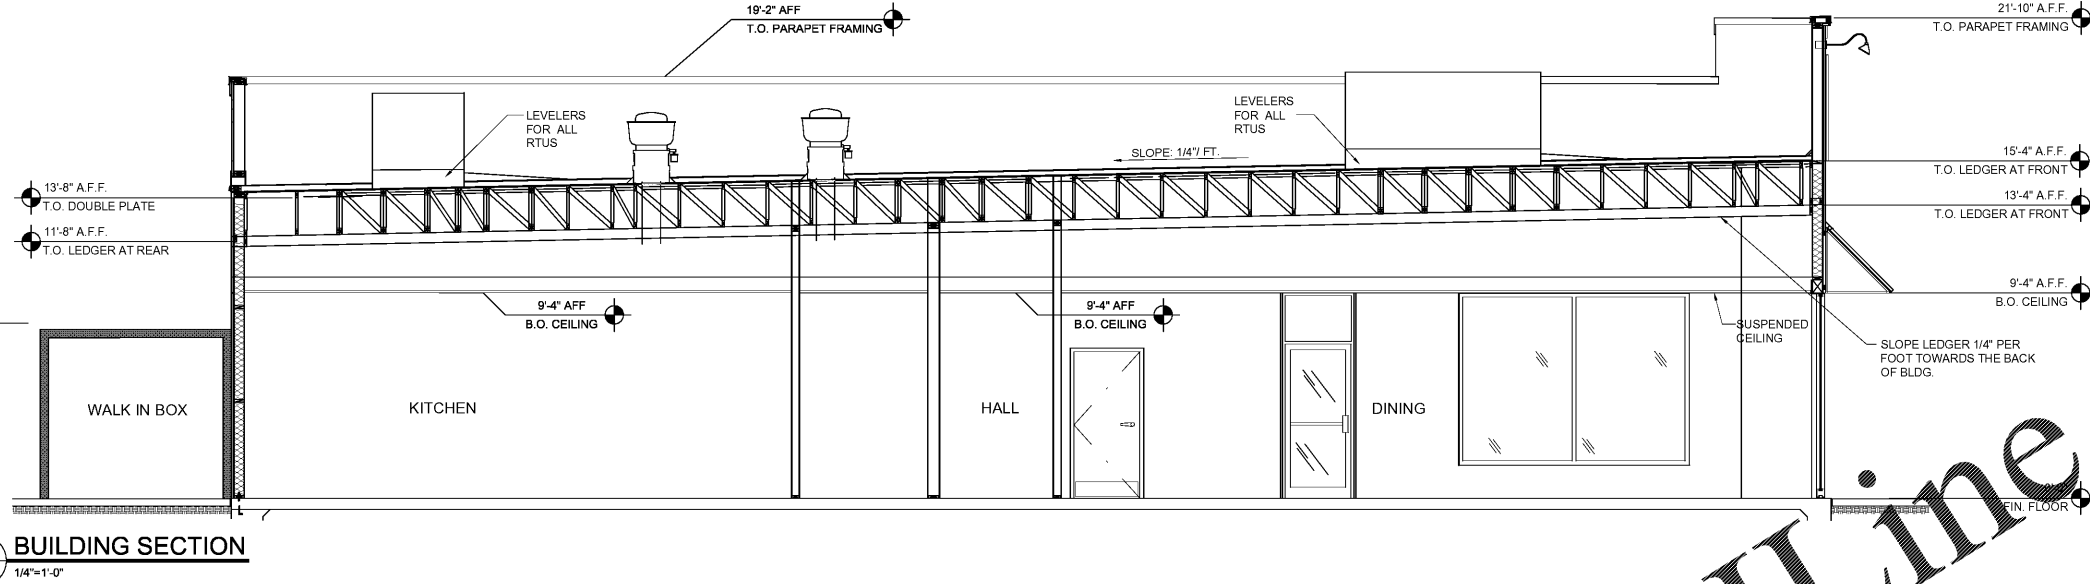 19'-2" AFF
T.O. PARAPET FRAMING
21'-10" A.F.F.
T.O. PARAPET FRAMING
LEVELERS
FOR ALL
RTUS
LEVELERS
FOR ALL
RTUS
SLOPE: 1/4"/ FT.
15'-4" A.F.F.
T.O. LEDGER AT FRONT
13'-8" A.F.F.
T.O. DOUBLE PLATE
13'-4" A.F.F.
T.O. LEDGER AT FRONT
11'-8" A.F.F.
T.O. LEDGER AT REAR
9'-4" AFF
B.O. CEILING
9'-4" AFF
B.O. CEILING
9'-4" A.F.F.
B.O. CEILING
SUSPENDED
CEILING
SLOPE LEDGER 1/4" PER
FOOT TOWARDS THE BACK
OF BLDG.
WALK IN BOX
KITCHEN
HALL
DINING
FIN. FLOOR
BUILDING SECTION
1/4"=1'-0"